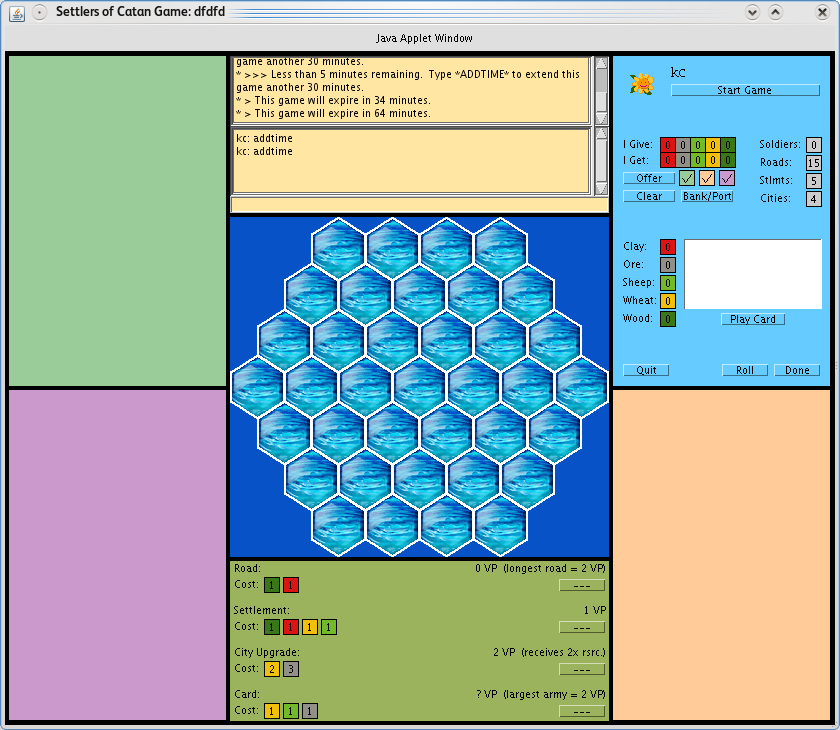 Settlers of Catan Game: dfdfd
Java Applet Window
game another 30 minutes.
* >>> Less than 5 minutes remaining.  Type *ADDTIME* to extend this
game another 30 minutes.
* > This game will expire in 34 minutes.
* > This game will expire in 64 minutes.
kc: addtime
kc: addtime
kc
Start Game
I Give: 0 0 0 0 0
I Get: 0 0 0 0 0
Offer
Clear
Bank/Port
Soldiers: 0
Roads: 15
Stlmts: 5
Cities: 4
Clay: 0
Ore: 0
Sheep: 0
Wheat: 0
Wood: 0
Play Card
Quit
Roll
Done
Road: 0 VP (longest road = 2 VP)
Cost: 1 1 ---
Settlement: 1 VP
Cost: 1 1 1 1 ---
City Upgrade: 2 VP (receives 2x rsrc.)
Cost: 2 3 ---
Card: ? VP (largest army = 2 VP)
Cost: 1 1 1 ---